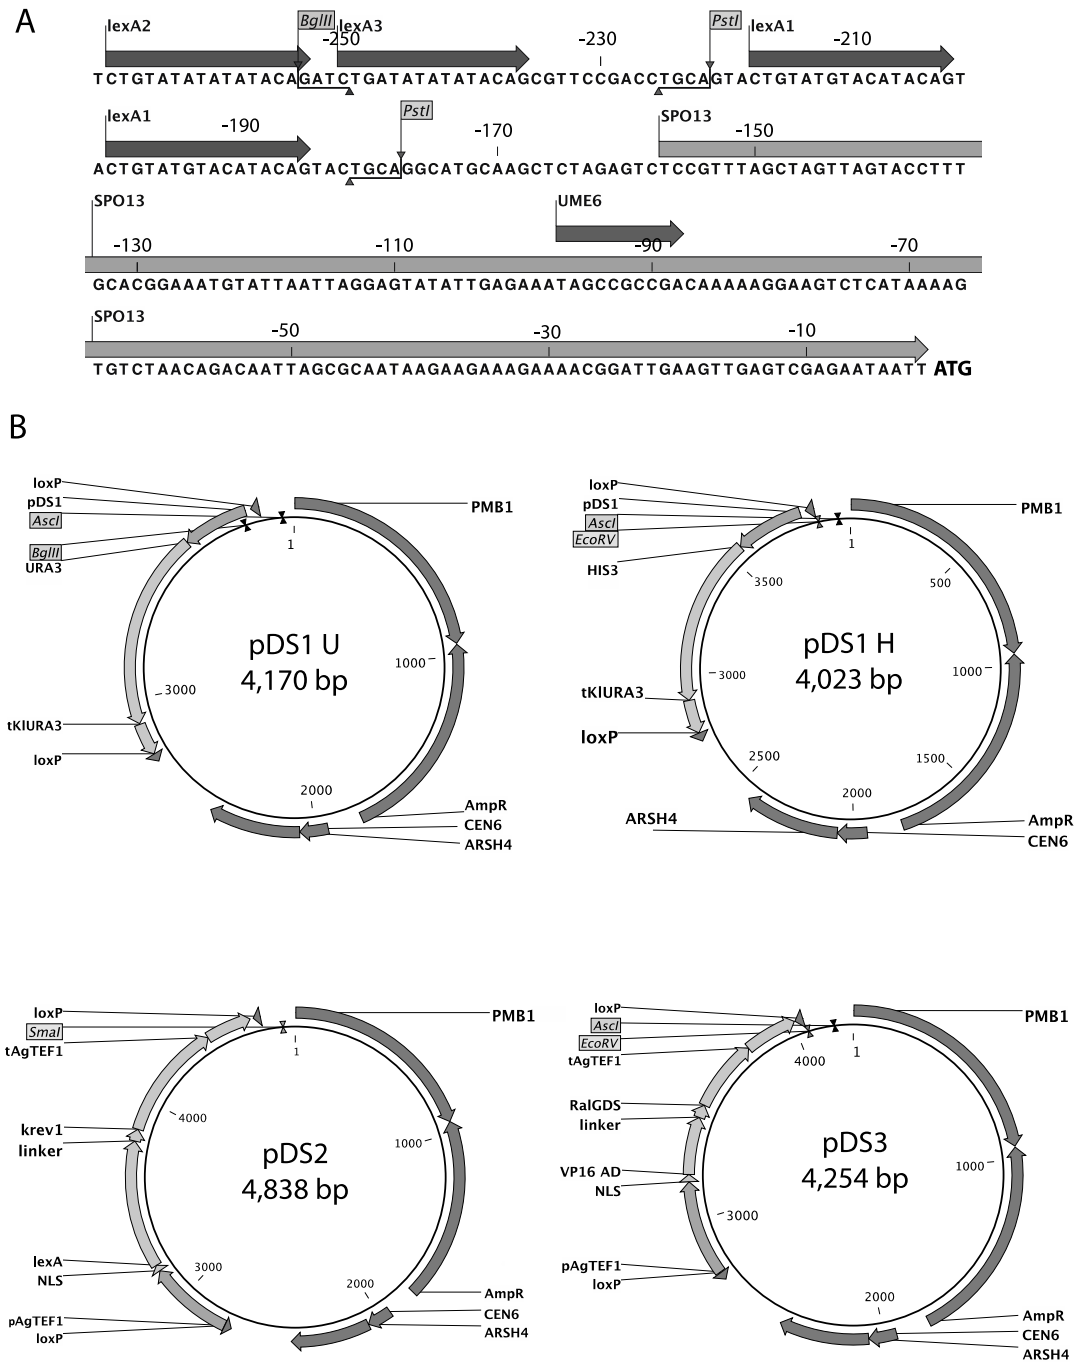 A
lexA2 BglII lexA3 PstI lexA1
-250 -230 -210
TCTGTATATATATACAGATCTGATATATATACAGCGTTCCGACCTGCAGTACTGTATGTACATACAGT
lexA1 PstI SPO13
-190 -170 -150
ACTGTATGTACATACAGTACTGCAGGCATGCAAGCTCTAGAGTCTCCGTTTAGCTAGTTAGTACCTTT
SPO13 UME6
-130 -110 -90 -70
GCACGGAAATGTATTAATTAGGAGTATATTGAGAAATAGCCGCCGACAAAAAGGAAGTCTCATAAAAG
SPO13
-50 -30 -10
TGTCTAACAGACAATTAGCGCAATAAGAAGAAAGAAAACGGATTGAAGTTGAGTCGAGAATAATT ATG
B
loxP
pDS1
AscI
BglII
URA3
PMB1
1
1000
2000
3000
pDS1 U
4,170 bp
tKlURA3
loxP
AmpR
CEN6
ARSH4
loxP
pDS1
AscI
EcoRV
HIS3
PMB1
1
500
1000
1500
2000
2500
3000
3500
pDS1 H
4,023 bp
tKlURA3
loxP
ARSH4
AmpR
CEN6
loxP
SmaI
tAgTEF1
PMB1
1
1000
2000
3000
4000
krev1
linker
pDS2
4,838 bp
lexA
NLS
pAgTEF1
loxP
AmpR
CEN6
ARSH4
loxP
AscI
EcoRV
tAgTEF1
PMB1
1
1000
2000
3000
4000
RalGDS
linker
pDS3
4,254 bp
VP16 AD
NLS
pAgTEF1
loxP
AmpR
CEN6
ARSH4